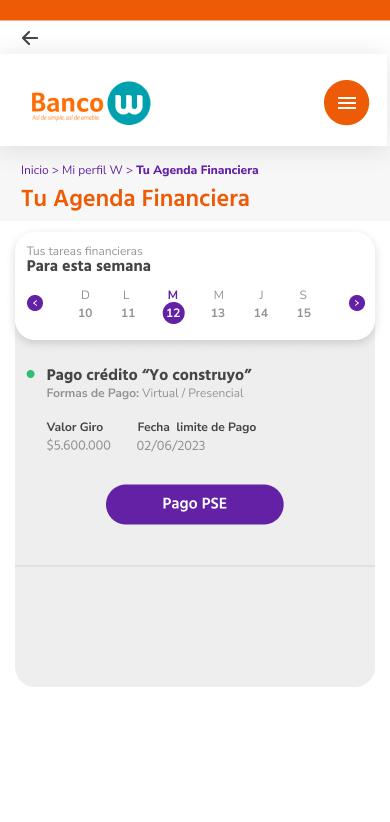 Banco W
Así de simple, así de amable.
Inicio > Mi perfil W > Tu Agenda Financiera
Tu Agenda Financiera
Tus tareas financieras
Para esta semana
D L M M J S
10 11 12 13 14 15
Pago crédito “Yo construyo”
Formas de Pago: Virtual / Presencial
Valor Giro Fecha limite de Pago
$5.600.000 02/06/2023
Pago PSE